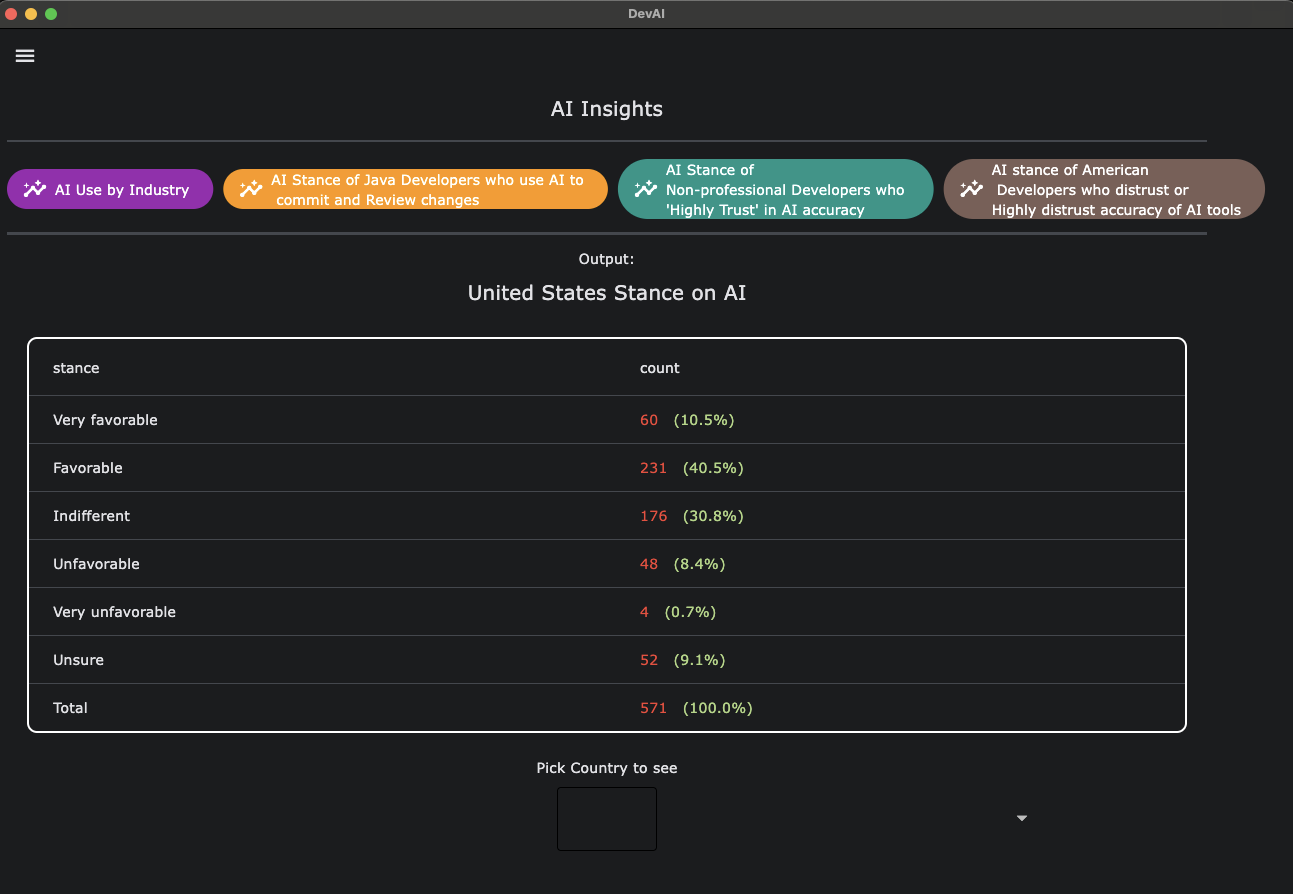 DevAI
AI Insights
AI Use by Industry
AI Stance of Java Developers who use AI to
commit and Review changes
AI Stance of
Non-professional Developers who
'Highly Trust' in AI accuracy
AI stance of American
Developers who distrust or
Highly distrust accuracy of AI tools
Output:
United States Stance on AI
stance count
Very favorable 60 (10.5%)
Favorable 231 (40.5%)
Indifferent 176 (30.8%)
Unfavorable 48 (8.4%)
Very unfavorable 4 (0.7%)
Unsure 52 (9.1%)
Total 571 (100.0%)
Pick Country to see